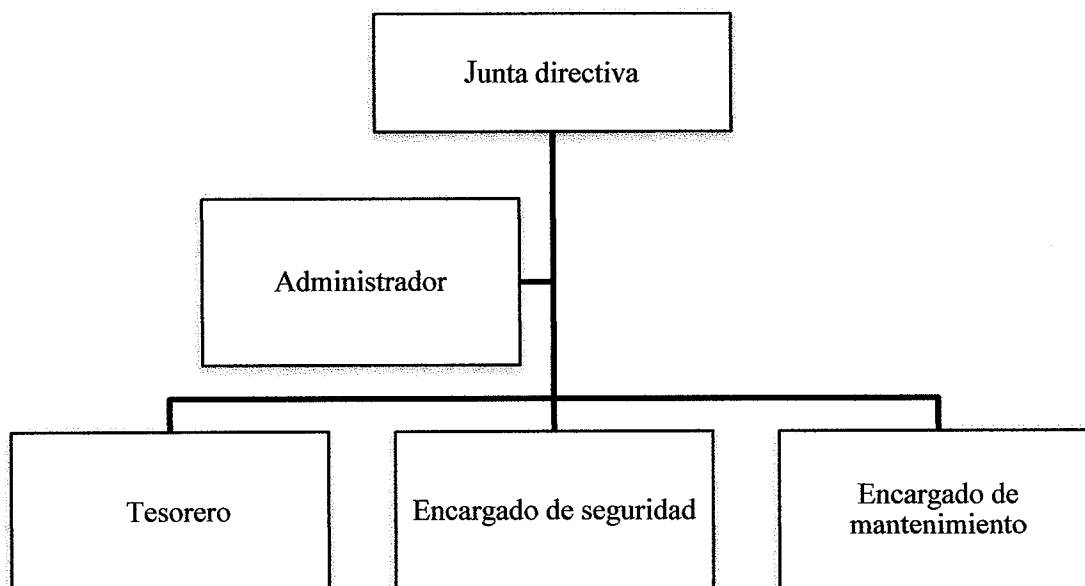 Junta directiva
Administrador
Tesorero
Encargado de seguridad
Encargado de
mantenimiento